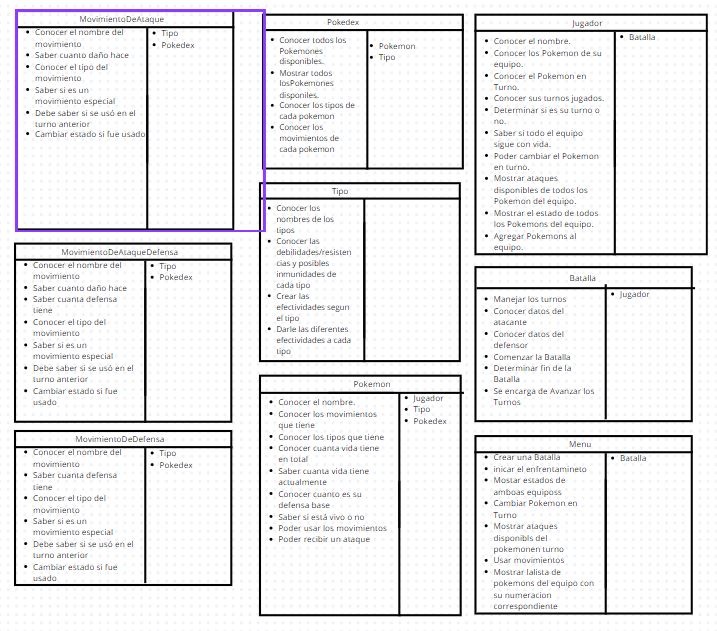 MovimientoDeAtaque
Conocer el nombre del
movimiento
Saber cuanto daño hace
Conocer el tipo del
movimiento
Saber si es un
movimiento especial
Debe saber si se usó en el
turno anterior
Cambiar estado si fue usado
Tipo
Pokedex
Pokedex
Conocer todos los
Pokemones
disponibles.
Mostrar todos
losPokemones
disponiles.
Conocer los tipos de
cada pokemon
Conocer los
movimientos de
cada pokemon
Pokemon
Tipo
Jugador
Conocer el nombre.
Conocer los Pokemon de su
equipo.
Conocer el Pokemon en
Turno.
Conocer sus turnos jugados.
Determinar si es su turno o
no.
Saber si todo el equipo
sigue con vida.
Poder cambiar el Pokemon
en turno.
Mostrar ataques
disponibles de todos los
Pokemon del equipo.
Mostrar el estado de todos
los Pokemons del equipo.
Agregar Pokemons al
equipo.
Batalla
Tipo
Conocer los
nombres de los
tipos
Conocer las
debilidades/resisten
cias y posibles
inmunidades de
cada tipo
Crear las
efectividades segun
el tipo
Darle las diferentes
efectividades a cada
tipo
MovimientoDeAtaqueDefensa
Conocer el nombre del
movimiento
Saber cuanto daño hace
Saber cuanta defensa
tiene
Conocer el tipo del
movimiento
Saber si es un
movimiento especial
Debe saber si se usó en el
turno anterior
Cambiar estado si fue
usado
Tipo
Pokedex
Batalla
Manejar los turnos
Conocer datos del
atacante
Conocer datos del
defensor
Comenzar la Batalla
Determinar fin de la
Batalla
Se encarga de Avanzar los
Turnos
Jugador
Pokemon
Conocer el nombre.
Conocer los movimientos
que tiene
Conocer los tipos que tiene
Conocer cuanta vida tiene
en total
Saber cuanta vida tiene
actualmente
Conocer cuanto es su
defensa base
Saber si está vivo o no
Poder usar los movimientos
Poder recibir un ataque
Jugador
Tipo
Pokedex
MovimientoDeDefensa
Conocer el nombre del
movimiento
Saber cuanta defensa
tiene
Conocer el tipo del
movimiento
Saber si es un
movimiento especial
Debe saber si se usó en el
turno anterior
Cambiar estado si fue
usado
Tipo
Pokedex
Menu
Crear una Batalla
inicar el enfrentamineto
Mostar estados de
amboas equiposs
Cambiar Pokemon en
Turno
Mostrar ataques
disponibls del
pokemonen turno
Usar movimientos
Mostrar lalista de
pokemons del equipo con
su numeracion
correspondiente
Batalla